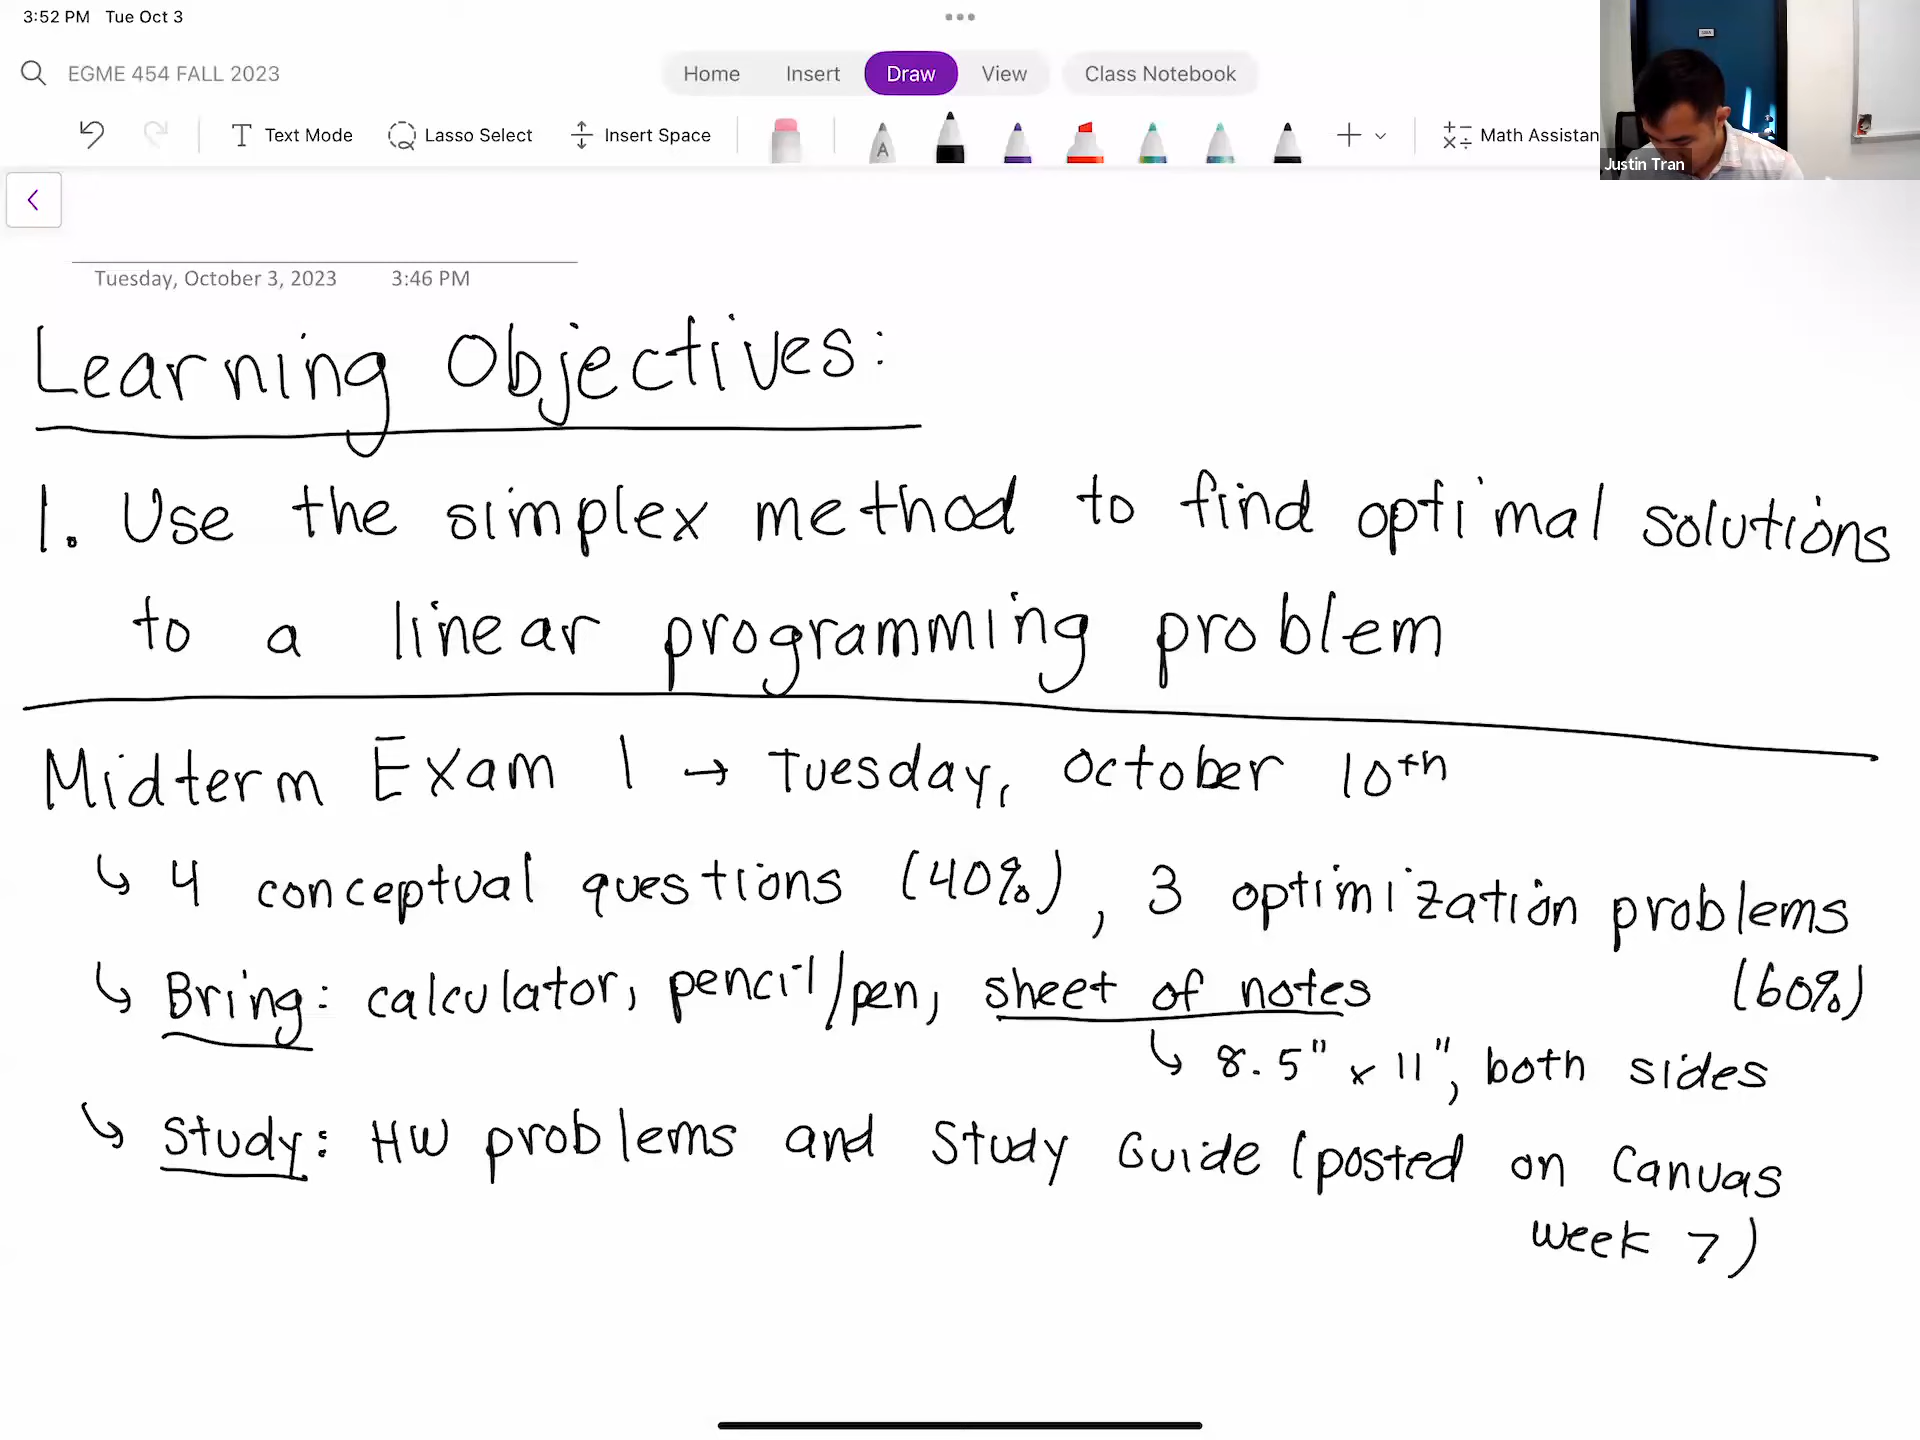 3:52 PM Tue Oct 3
EGME 454 FALL 2023
Home Insert Draw View Class Notebook
Text Mode Lasso Select Insert Space A Math Assistan
Justin Tran
Tuesday, October 3, 2023 3:46 PM
Learning Objectives:
1. Use the simplex method to find optimal solutions
to a linear programming problem
Midterm Exam 1 → Tuesday, October 10th
↳ 4 conceptual questions (40%), 3 optimization problems
(60%)
↳ Bring: calculator, pencil/pen, sheet of notes
↳ 8.5" x 11", both sides
↳ Study: HW problems and Study Guide (posted on Canvas
week 7)